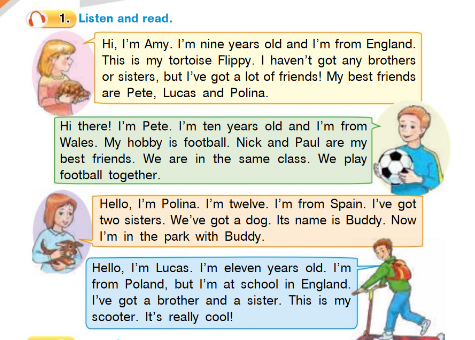 1. Listen and read.
Hi, I'm Amy. I'm nine years old and I'm from England.
This is my tortoise Flippy. I haven't got any brothers
or sisters, but I've got a lot of friends! My best friends
are Pete, Lucas and Polina.
Hi there! I'm Pete. I'm ten years old and I'm from
Wales. My hobby is football. Nick and Paul are my
best friends. We are in the same class. We play
football together.
Hello, I'm Polina. I'm twelve. I'm from Spain. I've got
two sisters. We've got a dog. Its name is Buddy. Now
I'm in the park with Buddy.
Hello, I'm Lucas. I'm eleven years old. I'm
from Poland, but I'm at school in England.
I've got a brother and a sister. This is my
scooter. It's really cool!